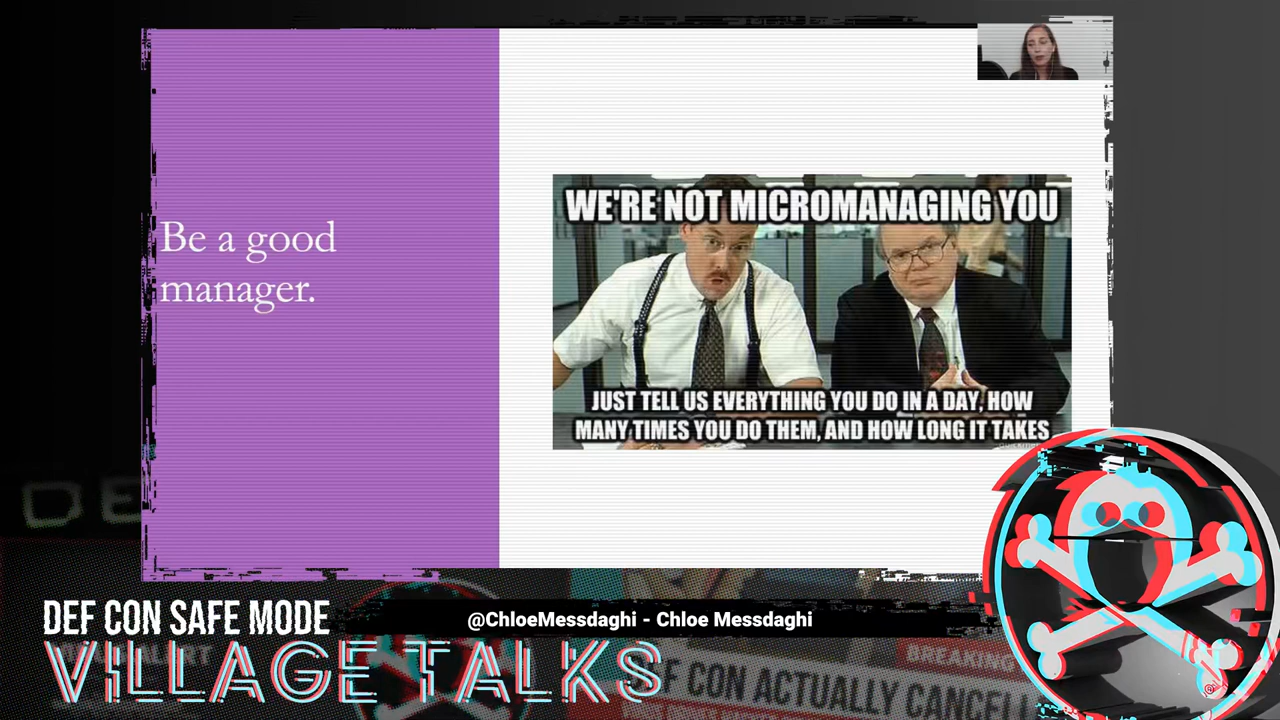 Be a good
manager.
WE'RE NOT MICROMANAGING YOU
JUST TELL US EVERYTHING YOU DO IN A DAY, HOW
MANY TIMES YOU DO THEM, AND HOW LONG IT TAKES
DEF CON SAFE MODE
@ChloeMessdaghi - Chloe Messdaghi
VILLAGE TALKS
BREAKING
DEF CON ACTUALLY CANCELL